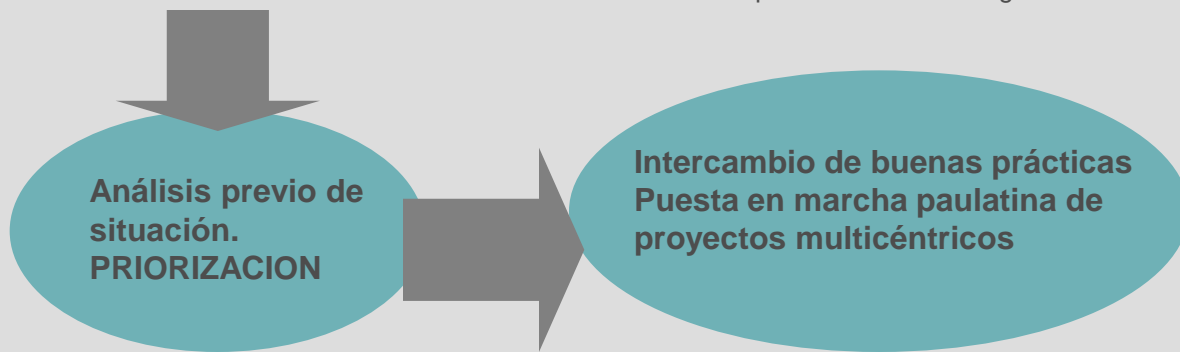 Análisis previo de
situación.
PRIORIZACION
Intercambio de buenas prácticas
Puesta en marcha paulatina de
proyectos multicéntricos